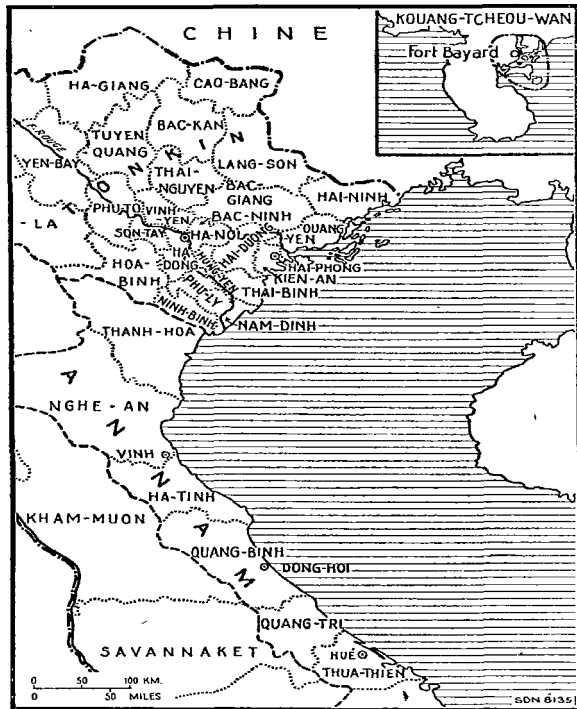 CHINE
KOUANG-TCHEOU-WAN
Fort Bayard
HA-GIANG
CAO-BANG
TUYEN
QUANG
BAC-KAN
TONKIN
R. ROUGE
YEN-BAY
THAI-
NGUYEN
LANG-SON
BAC-
GIANG
HAI-NINH
PHUTO
VINH
YEN
BAC-NINH
QUANG
YEN
-LA
SON-TAY
HA-NOI
HAI-DUONG
HA
DONG
HUNG-YEN
HAI-PHONG
KIEN-AN
HOA-
BINH
PHU-LY
THAI-BINH
NINH-BINH
NAM-DINH
THANH-HOA
ANNAM
NGHE-AN
VINH
HA-TINH
KHAM-MUON
QUANG-BINH
DONG-HOI
QUANG-TRI
SAVANNAKET
HUÉ
THUA-THIEN
0 50 100 KM.
0 50 MILES
SDN 8135